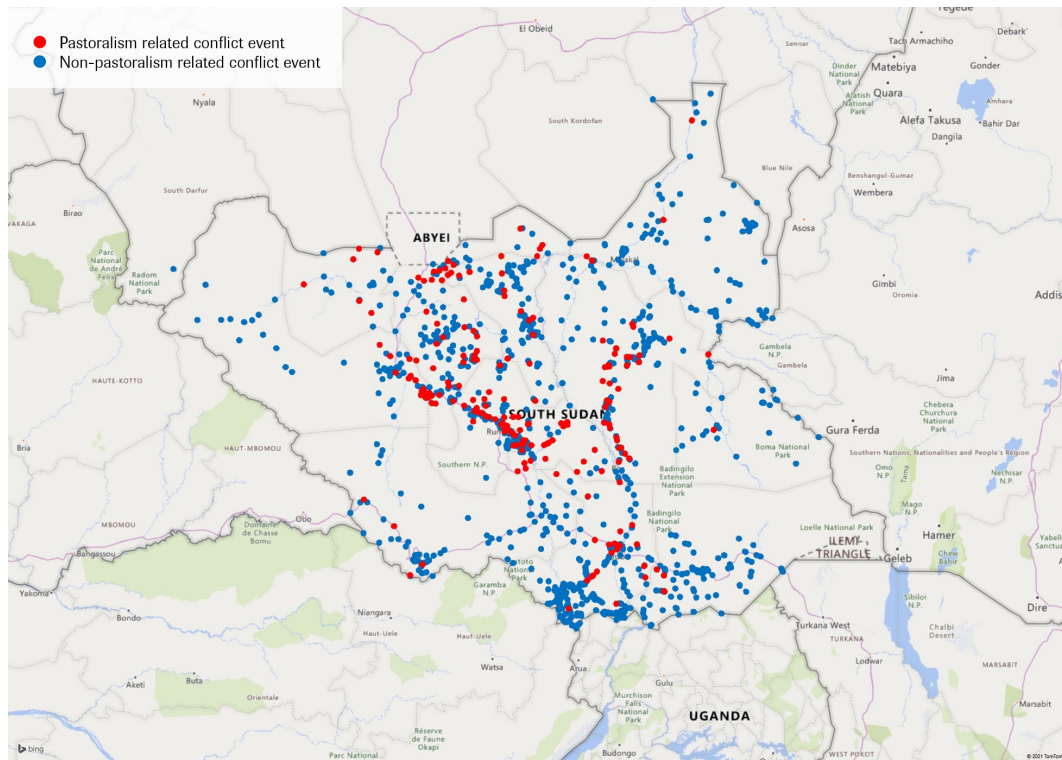 Pastoralism related conflict event
Non-pastoralism related conflict event
El Obeid
Tegede
Debark'
Tach Armachiho
Sennar
Matebiya
Gonder
Dinder
National
Park
Quara
Alatish
National
Park
Amhara
Alefa Takusa
Bahir Dar
Dangila
Nyala
South Kordofan
Blue Nile
Benshangul-Gumaz
Wembera
South Darfur
Birao
VAKAGA
ABYEI
Asosa
Parc
National
de André
Félix
Radom
National
Park
Gimbi
Oromia
Addis
Gambela
N.P.
Gambela
Jima
HAUTE-KOTTO
Chebera
Churchura
National
Park
SOUTH SUDAN
Gura Ferda
Bria
HAUT-MBOMOU
Southern N.P.
Boma National
Park
Southern Nations, Nationalities and People's Region
Omo
N.P.
Tama
Nechisar
N.P.
Badingilo
Extension
National
Park
Mago
N.P.
Badingilo
National
Park
MBOMOU
Obo
Domaine
de Chasse
Bomu
Loelle National Park
ILEMI
TRIANGLE
Hamer
Yabell
Sanctu
Bangassou
Geleb
Chew
Bahir
Garamba
N.P.
Yakoma
Sibiloi
N.P.
Dire
Bondo
Niangara
Haut-Uele
Haut-Uele
Turkana West
TURKANA
Chalbi
Desert
Watsa
Arua
Lodwar
MARSABIT
Aketi
Buta
Orientale
Gulu
Murchison
Falls
National
Park
Marsabit
UGANDA
Réserve
de Faune
Okapi
bing
Parc National
Budongo
WEST POKOT
© 2021 TomTom